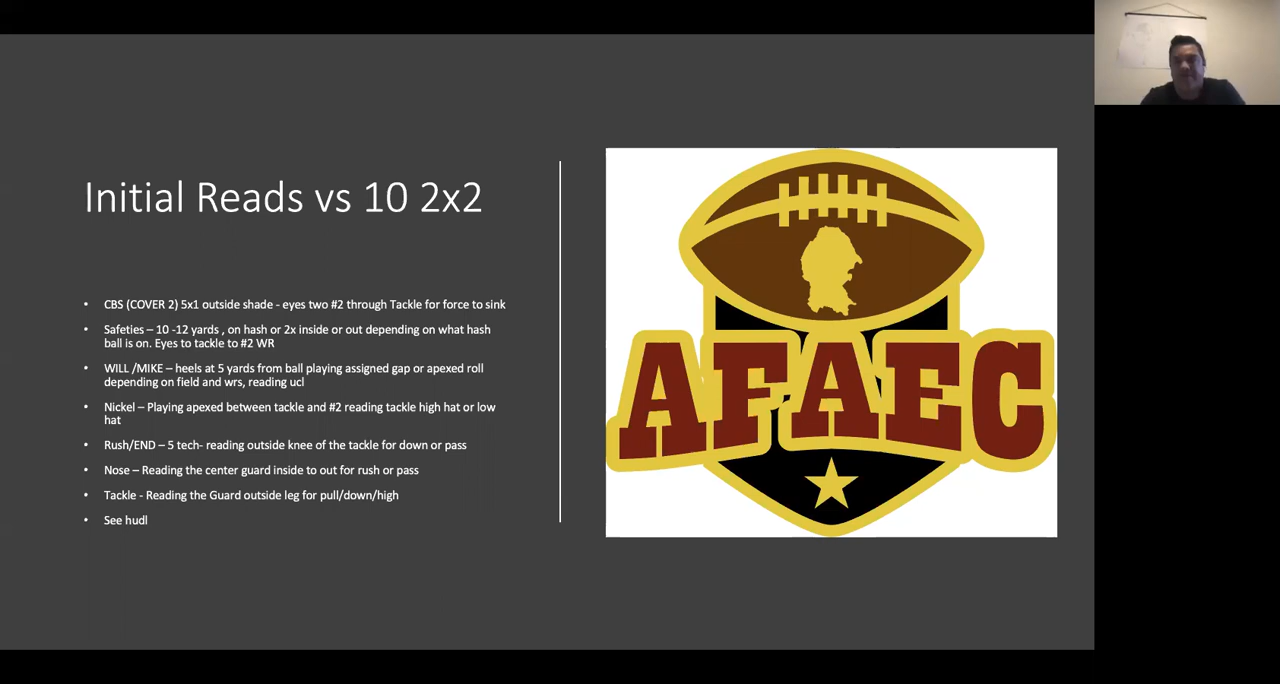 Initial Reads vs 10 2x2
• CBS (COVER 2) 5x1 outside shade - eyes two #2 through Tackle for force to sink
• Safeties – 10 -12 yards , on hash or 2x inside or out depending on what hash
ball is on. Eyes to tackle to #2 WR
• WILL /MIKE – heels at 5 yards from ball playing assigned gap or apexed roll
depending on field and wrs, reading ucl
• Nickel – Playing apexed between tackle and #2 reading tackle high hat or low
hat
• Rush/END – 5 tech- reading outside knee of the tackle for down or pass
• Nose – Reading the center guard inside to out for rush or pass
• Tackle - Reading the Guard outside leg for pull/down/high
• See hudl
AFAEC